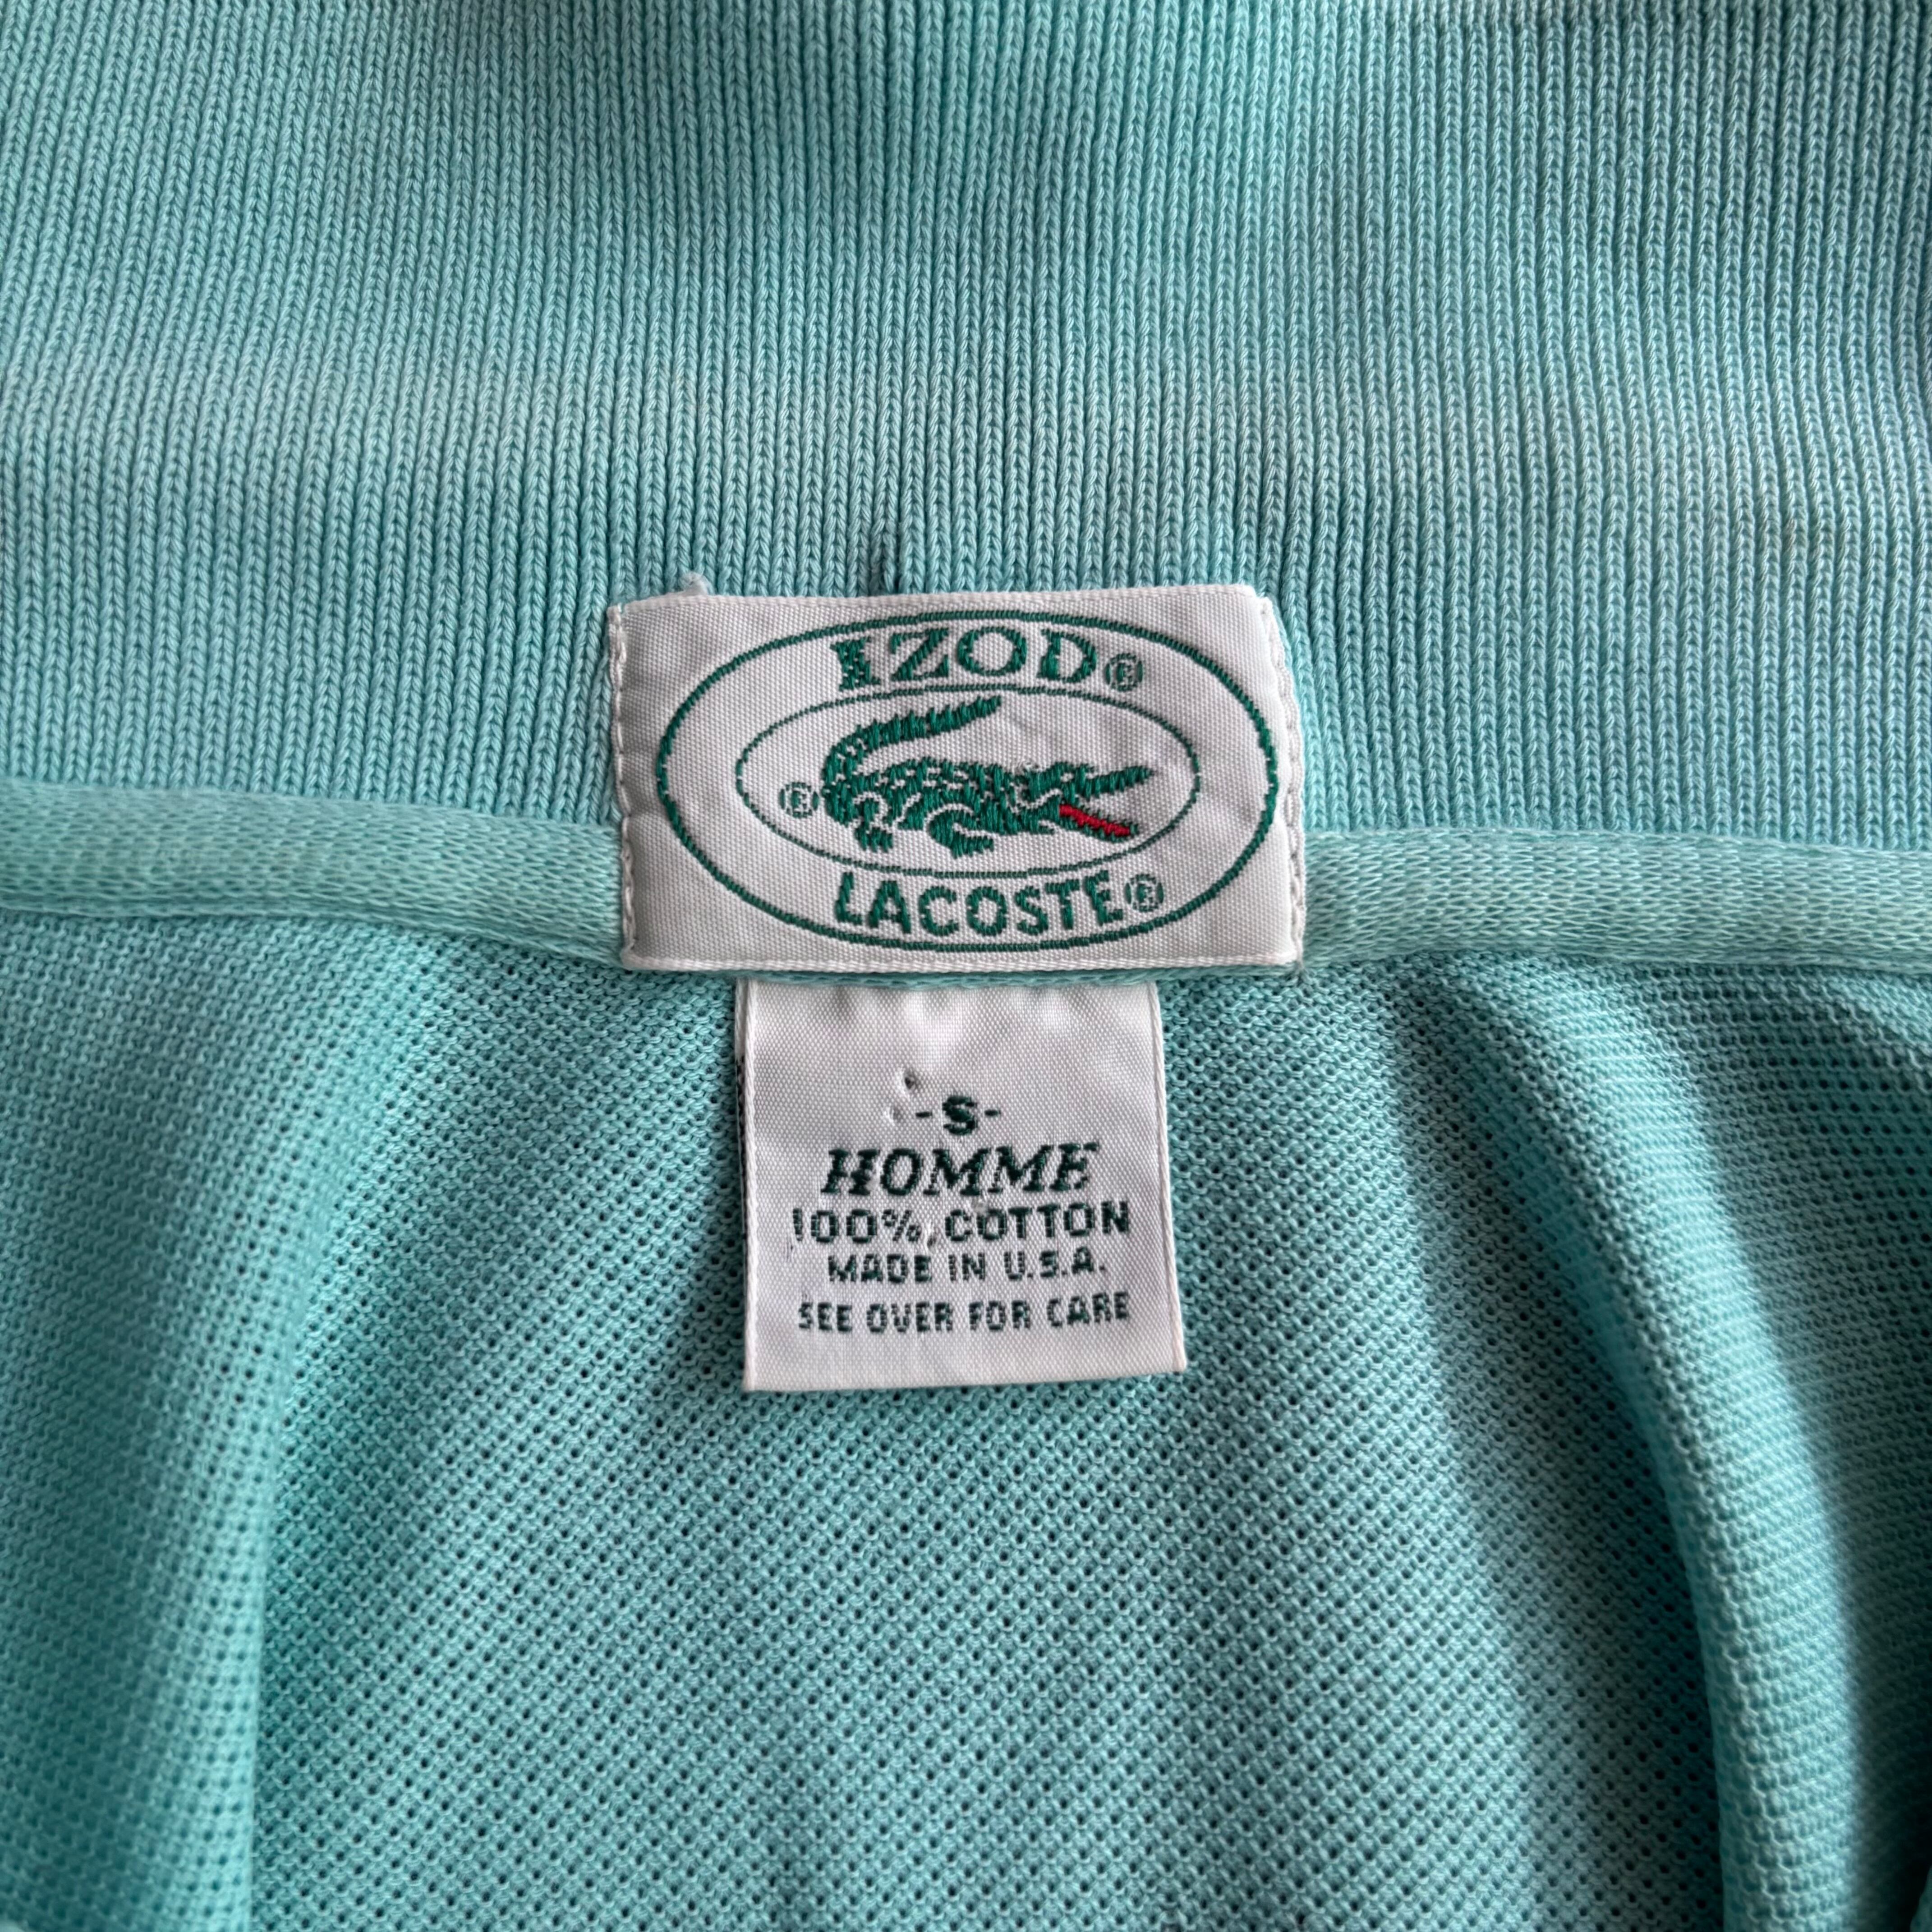 IZOD®
®
LACOSTE®
-S-
HOMME
100% COTTON
MADE IN U.S.A.
SEE OVER FOR CARE